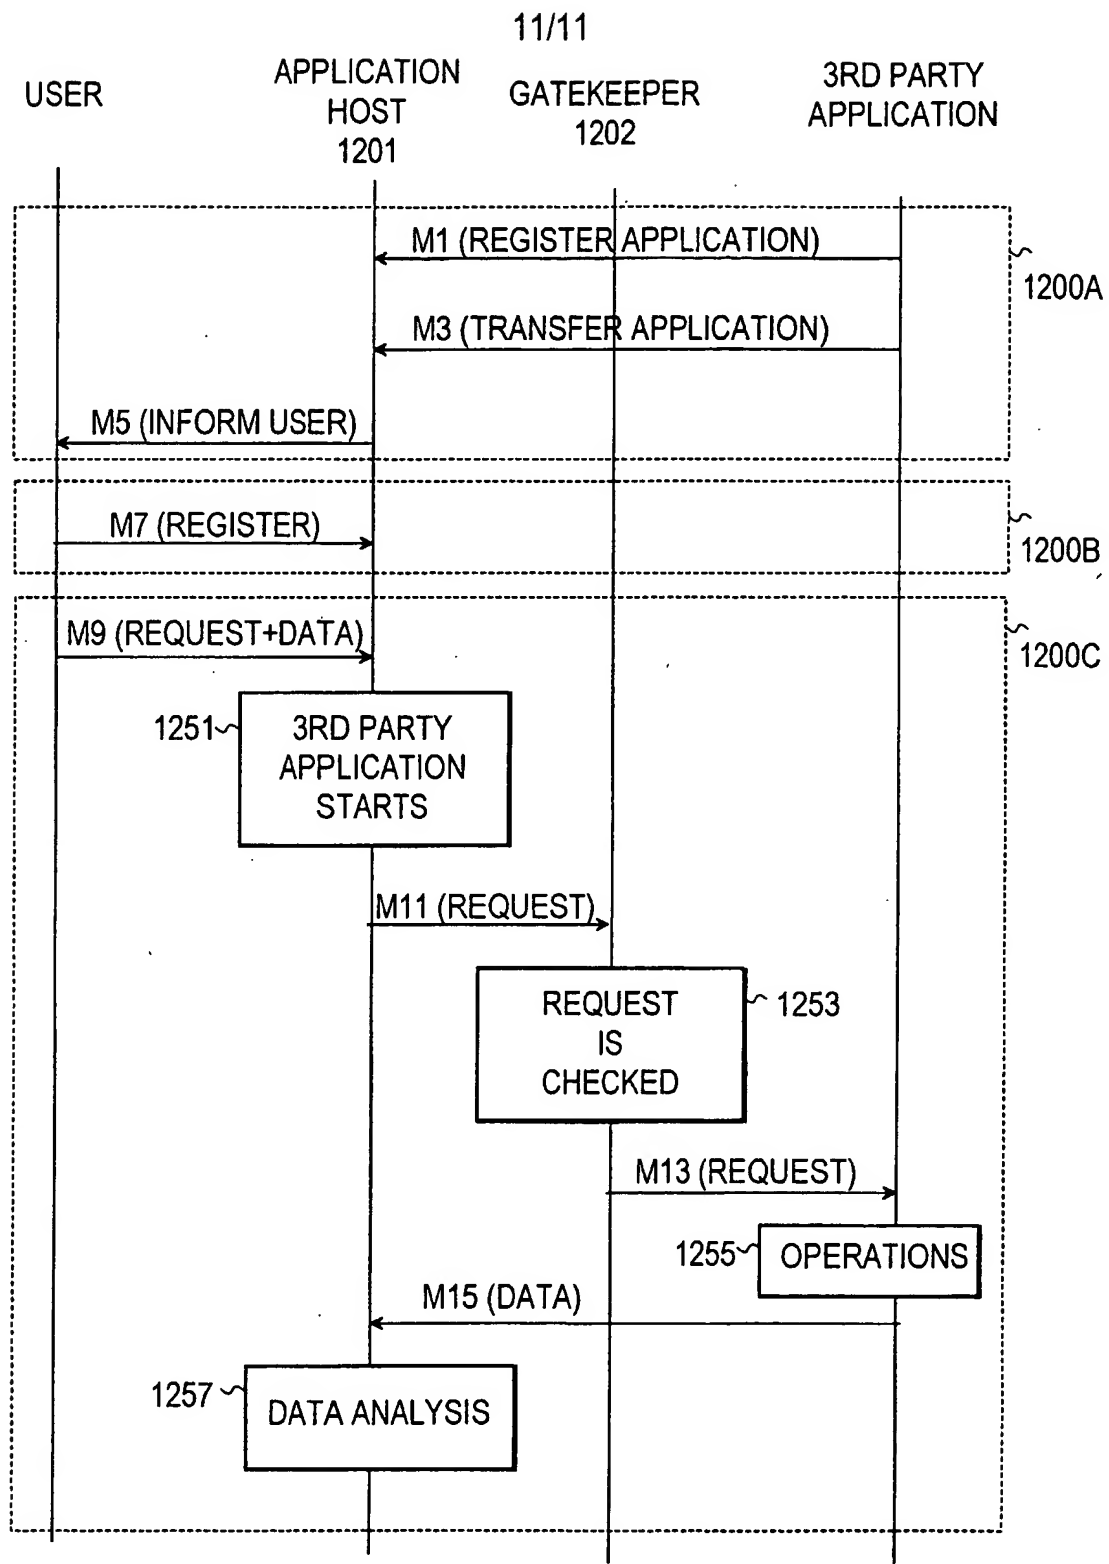 11/11
USER
APPLICATION
HOST
1201
GATEKEEPER
1202
3RD PARTY
APPLICATION
M1 (REGISTER APPLICATION)
1200A
M3 (TRANSFER APPLICATION)
M5 (INFORM USER)
M7 (REGISTER)
1200B
M9 (REQUEST+DATA)
1200C
1251
3RD PARTY
APPLICATION
STARTS
M11 (REQUEST)
REQUEST
IS
CHECKED
1253
M13 (REQUEST)
1255
OPERATIONS
M15 (DATA)
1257
DATA ANALYSIS